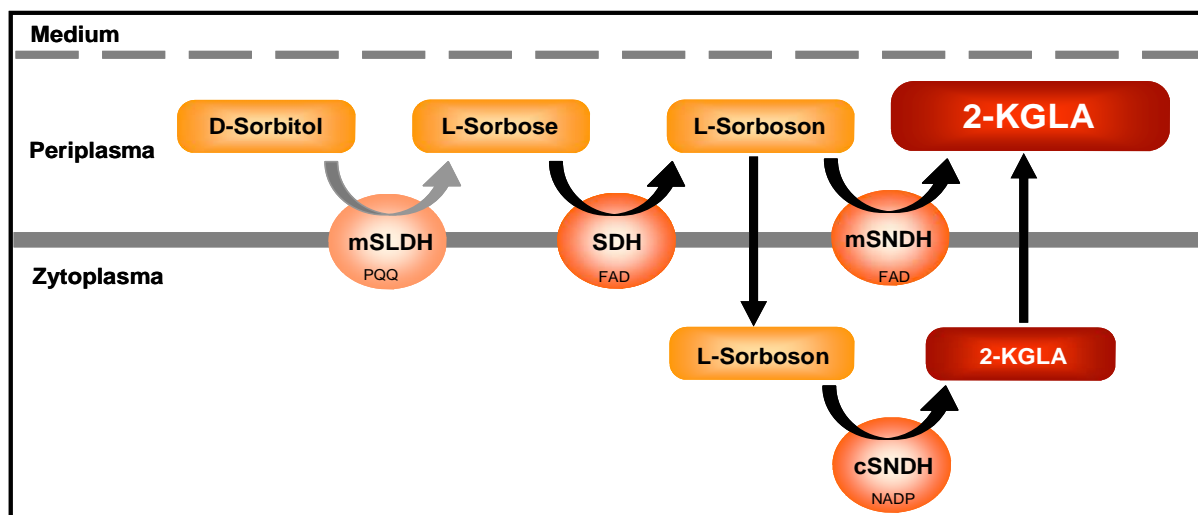 Medium
D-Sorbitol
L-Sorbose
L-Sorboson
2-KGLA
Periplasma
mSLDH
PQQ
SDH
FAD
mSNDH
FAD
Zytoplasma
L-Sorboson
2-KGLA
cSNDH
NADP